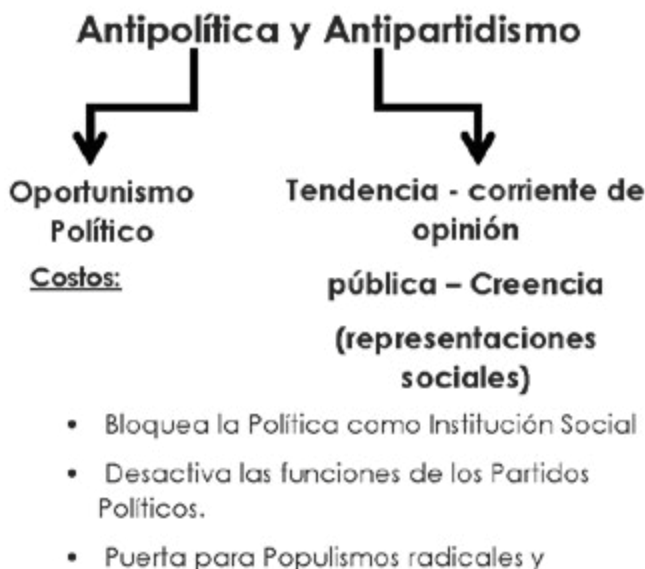 Antipolítica y Antipartidismo
Oportunismo
Político
Costos:
Tendencia - corriente de
opinión
pública – Creencia
(representaciones
sociales)
• Bloquea la Política como Institución Social
• Desactiva las funciones de los Partidos
Políticos.
• Puerta para Populismos radicales y